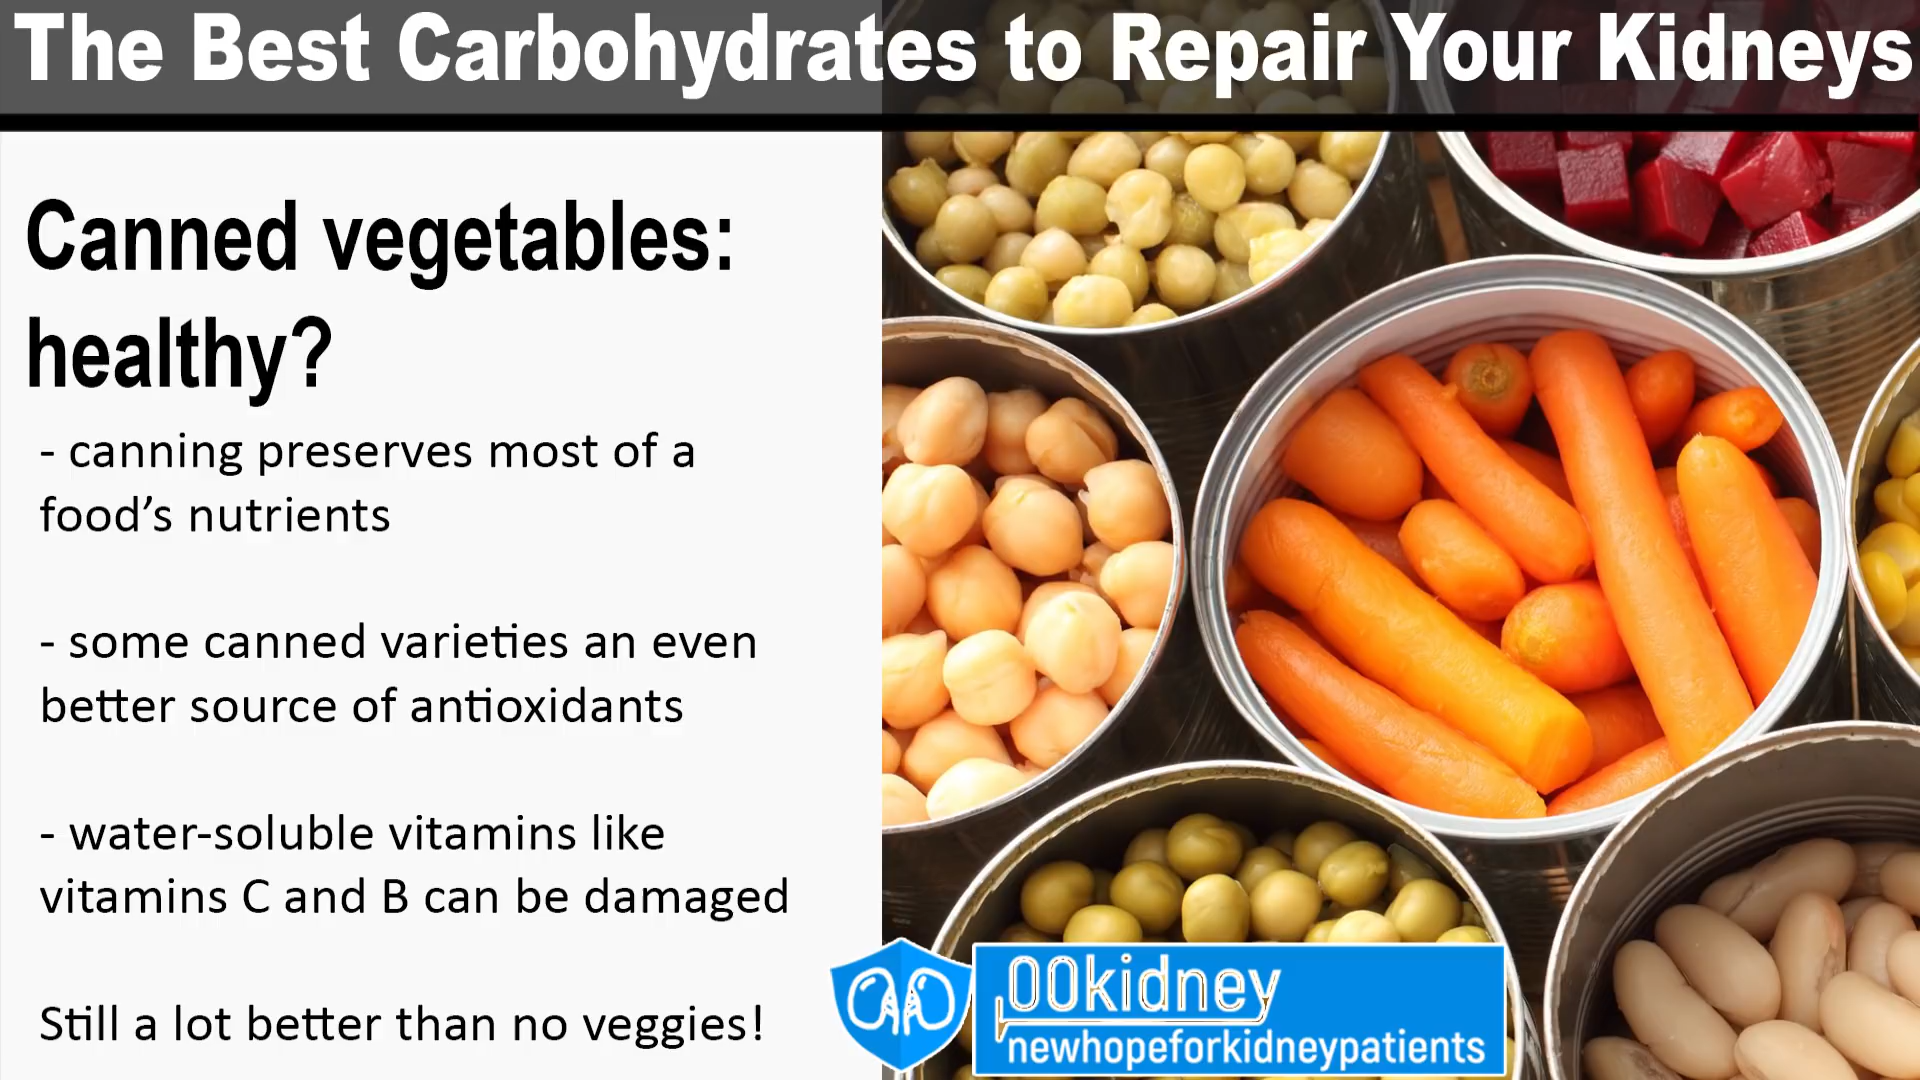 The Best Carbohydrates to Repair Your Kidneys
Canned vegetables:
healthy?
- canning preserves most of a
food’s nutrients
- some canned varieties an even
better source of antioxidants
- water-soluble vitamins like
vitamins C and B can be damaged
Still a lot better than no veggies!
00kidney
newhopeforkidneypatients